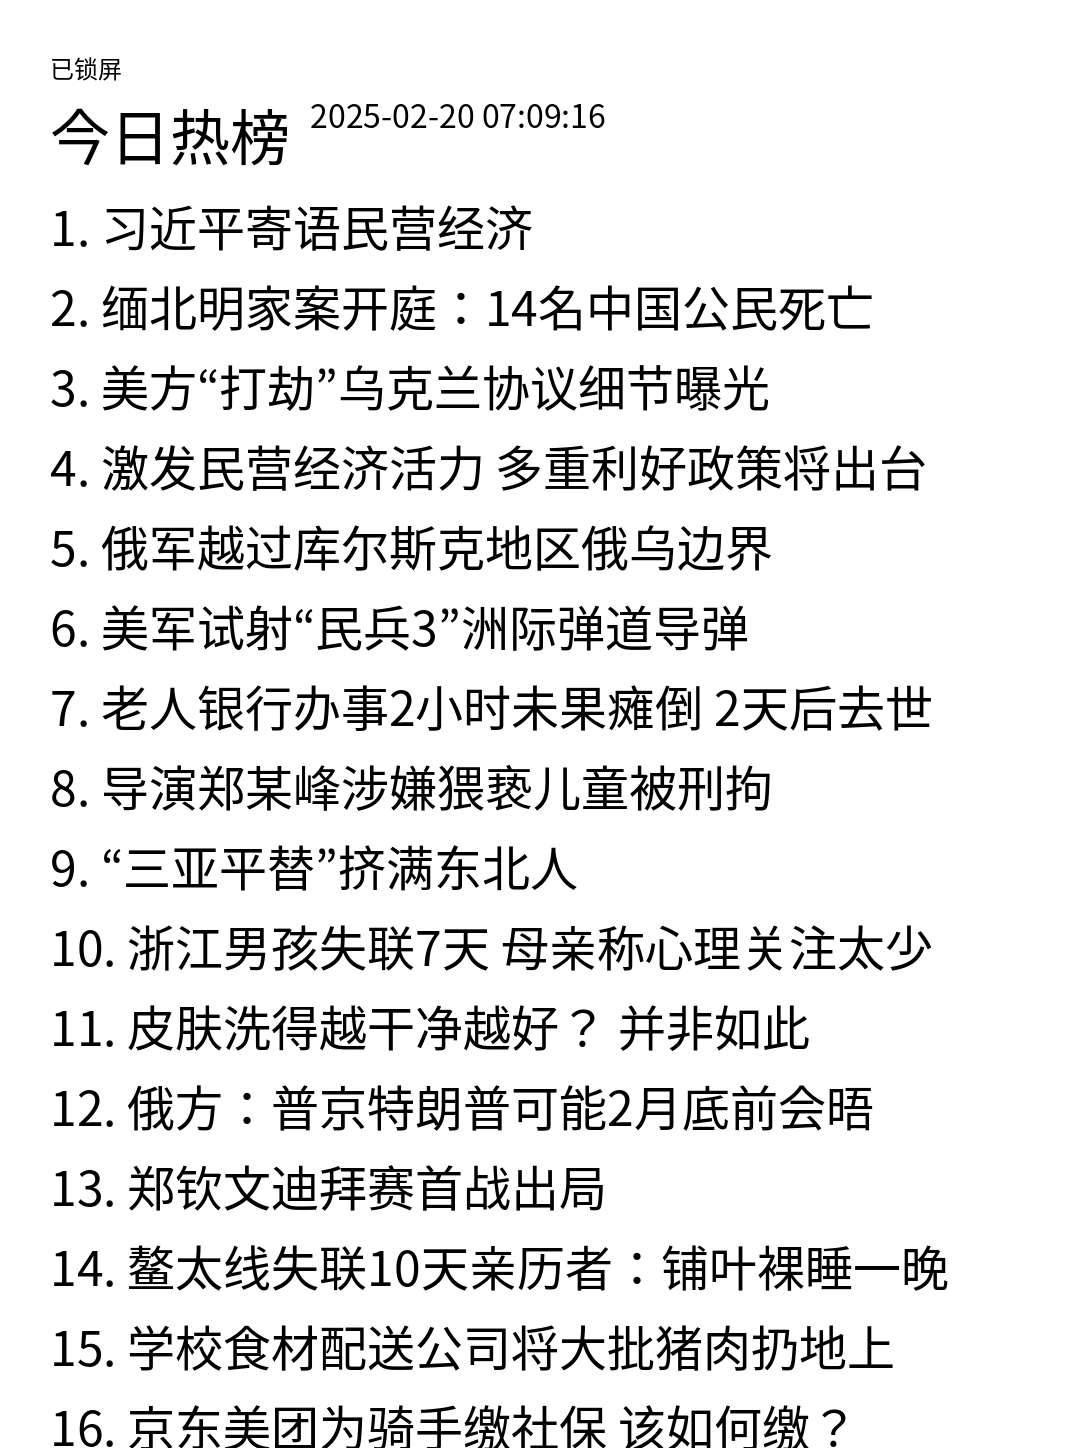 已锁屏
今日热榜 2025-02-20 07:09:16
1. 习近平寄语民营经济
2. 缅北明家案开庭：14名中国公民死亡
3. 美方“打劫”乌克兰协议细节曝光
4. 激发民营经济活力 多重利好政策将出台
5. 俄军越过库尔斯克地区俄乌边界
6. 美军试射“民兵3”洲际弹道导弹
7. 老人银行办事2小时未果瘫倒 2天后去世
8. 导演郑某峰涉嫌猥亵儿童被刑拘
9. “三亚平替”挤满东北人
10. 浙江男孩失联7天 母亲称心理关注太少
11. 皮肤洗得越干净越好？ 并非如此
12. 俄方：普京特朗普可能2月底前会晤
13. 郑钦文迪拜赛首战出局
14. 鳌太线失联10天亲历者：铺叶裸睡一晚
15. 学校食材配送公司将大批猪肉扔地上
16. 京东美团为骑手缴社保 该如何缴？